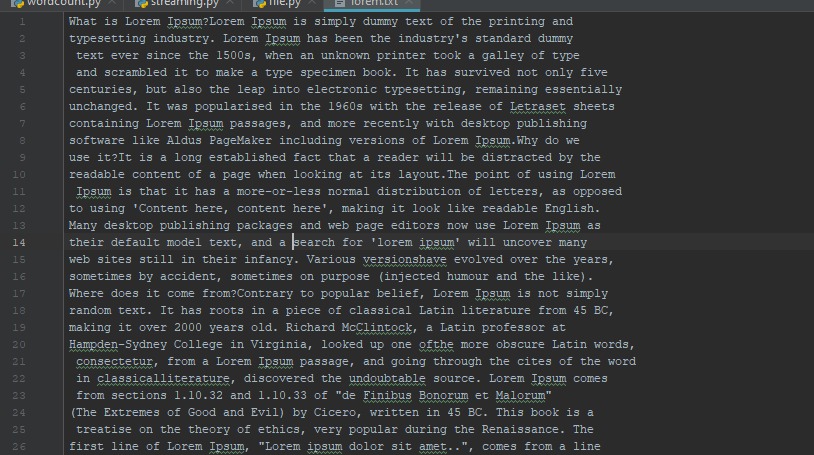 wordcount.py streaming.py file.py lorem.txt
1 What is Lorem Ipsum?Lorem Ipsum is simply dummy text of the printing and
2 typesetting industry. Lorem Ipsum has been the industry's standard dummy
3 text ever since the 1500s, when an unknown printer took a galley of type
4 and scrambled it to make a type specimen book. It has survived not only five
5 centuries, but also the leap into electronic typesetting, remaining essentially
6 unchanged. It was popularised in the 1960s with the release of Letraset sheets
7 containing Lorem Ipsum passages, and more recently with desktop publishing
8 software like Aldus PageMaker including versions of Lorem Ipsum.Why do we
9 use it?It is a long established fact that a reader will be distracted by the
10 readable content of a page when looking at its layout.The point of using Lorem
11 Ipsum is that it has a more-or-less normal distribution of letters, as opposed
12 to using 'Content here, content here', making it look like readable English.
13 Many desktop publishing packages and web page editors now use Lorem Ipsum as
14 their default model text, and a search for 'lorem ipsum' will uncover many
15 web sites still in their infancy. Various versionshave evolved over the years,
16 sometimes by accident, sometimes on purpose (injected humour and the like).
17 Where does it come from?Contrary to popular belief, Lorem Ipsum is not simply
18 random text. It has roots in a piece of classical Latin literature from 45 BC,
19 making it over 2000 years old. Richard McClintock, a Latin professor at
20 Hampden-Sydney College in Virginia, looked up one ofthe more obscure Latin words,
21 consectetur, from a Lorem Ipsum passage, and going through the cites of the word
22 in classicalliterature, discovered the undoubtable source. Lorem Ipsum comes
23 from sections 1.10.32 and 1.10.33 of "de Finibus Bonorum et Malorum"
24 (The Extremes of Good and Evil) by Cicero, written in 45 BC. This book is a
25 treatise on the theory of ethics, very popular during the Renaissance. The
26 first line of Lorem Ipsum, "Lorem ipsum dolor sit amet..", comes from a line